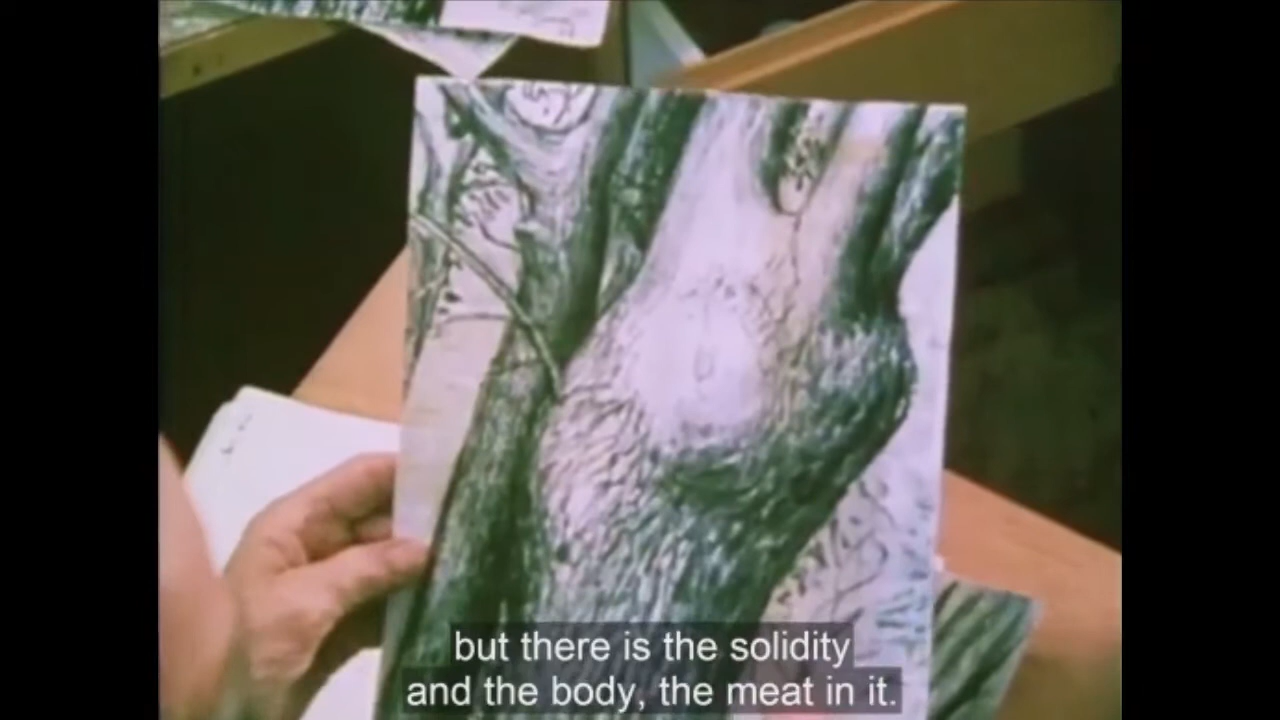 but there is the solidity
and the body, the meat in it.